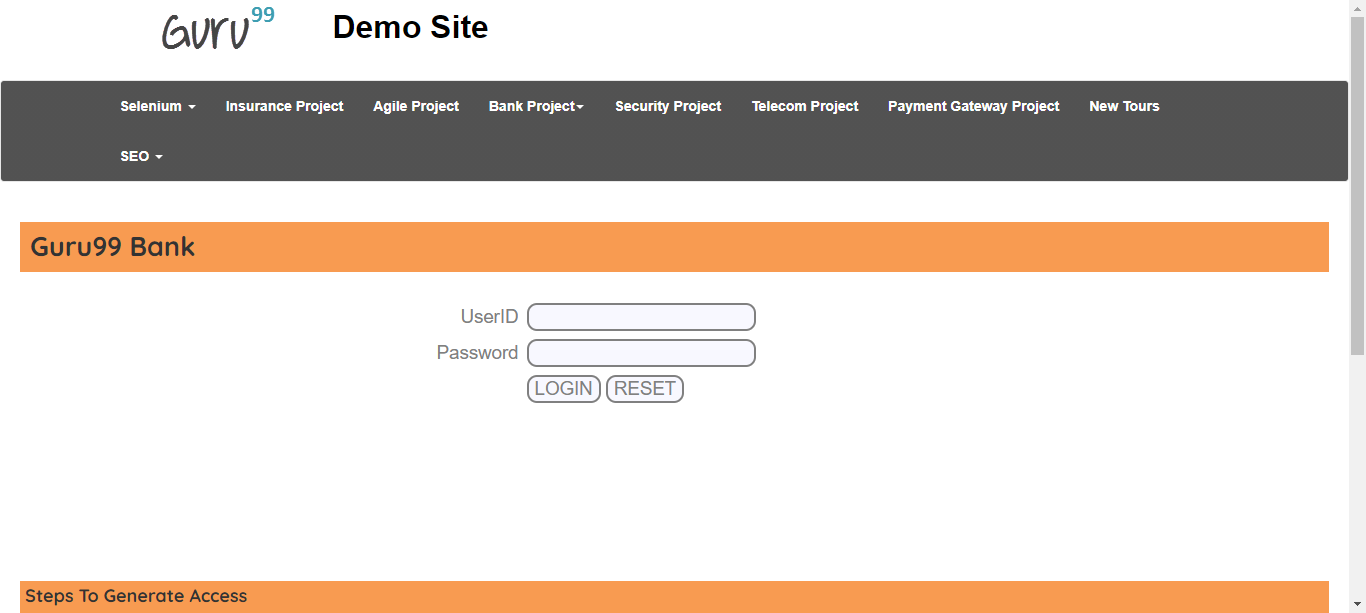 Guru99 Demo Site
Selenium Insurance Project Agile Project Bank Project Security Project Telecom Project Payment Gateway Project New Tours
SEO
Guru99 Bank
UserID
Password
LOGIN RESET
Steps To Generate Access